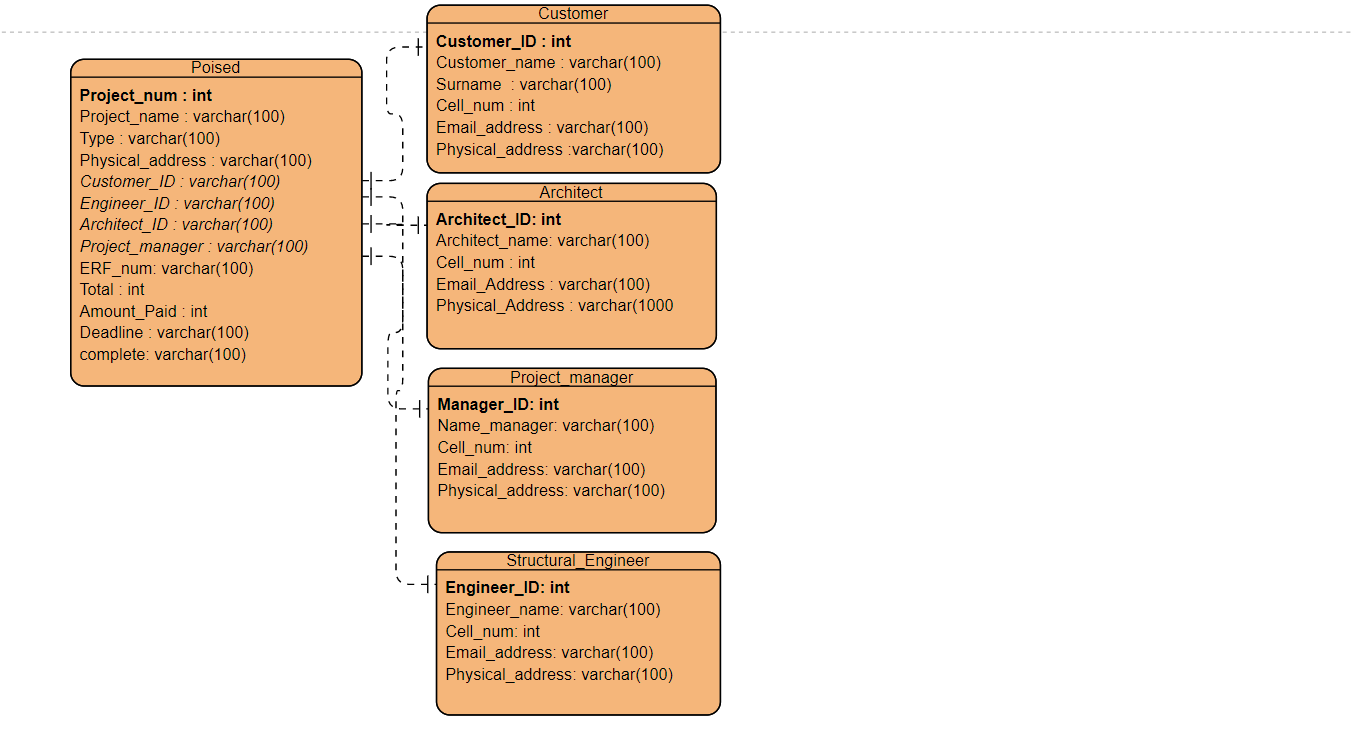 Poised
Project_num : int
Project_name : varchar(100)
Type : varchar(100)
Physical_address : varchar(100)
Customer_ID : varchar(100)
Engineer_ID : varchar(100)
Architect_ID : varchar(100)
Project_manager : varchar(100)
ERF_num: varchar(100)
Total : int
Amount_Paid : int
Deadline : varchar(100)
complete: varchar(100)
Customer
Customer_ID : int
Customer_name : varchar(100)
Surname  : varchar(100)
Cell_num : int
Email_address : varchar(100)
Physical_address :varchar(100)
Architect
Architect_ID: int
Architect_name: varchar(100)
Cell_num : int
Email_Address : varchar(100)
Physical_Address : varchar(1000
Project_manager
Manager_ID: int
Name_manager: varchar(100)
Cell_num: int
Email_address: varchar(100)
Physical_address: varchar(100)
Structural_Engineer
Engineer_ID: int
Engineer_name: varchar(100)
Cell_num: int
Email_address: varchar(100)
Physical_address: varchar(100)